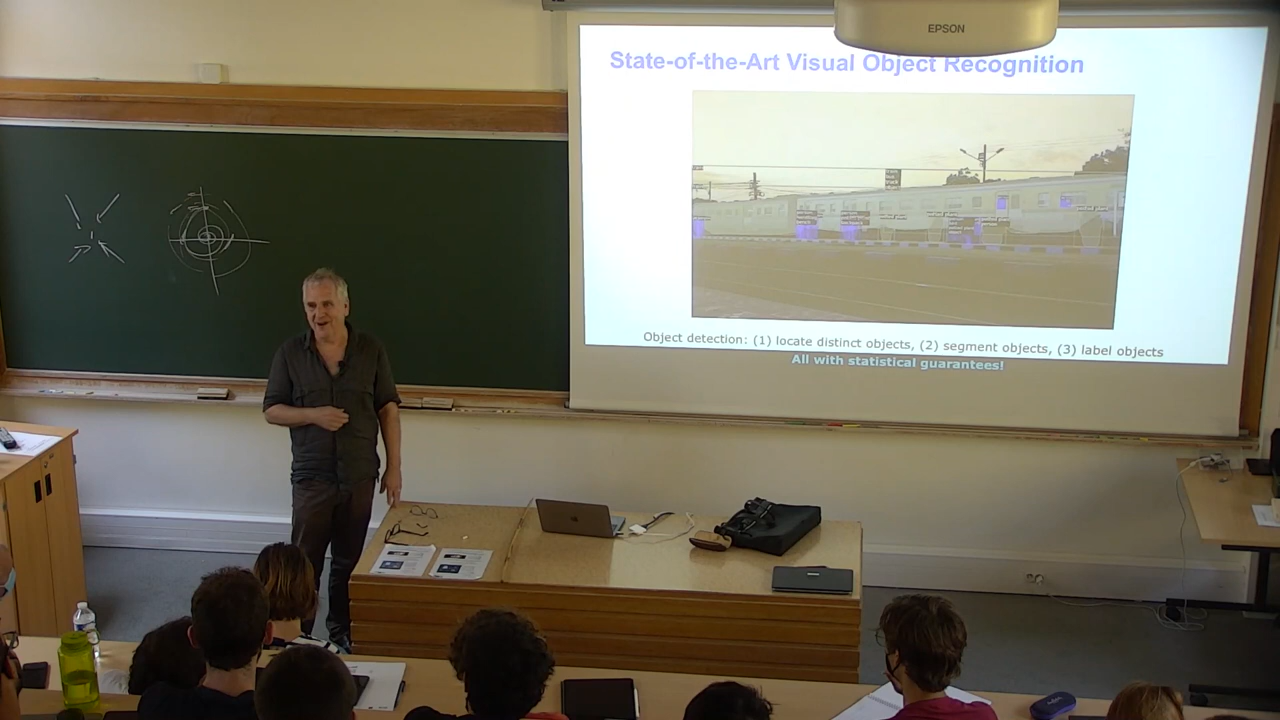 EPSON
State-of-the-Art Visual Object Recognition
Object detection: (1) locate distinct objects, (2) segment objects, (3) label objects
All with statistical guarantees!